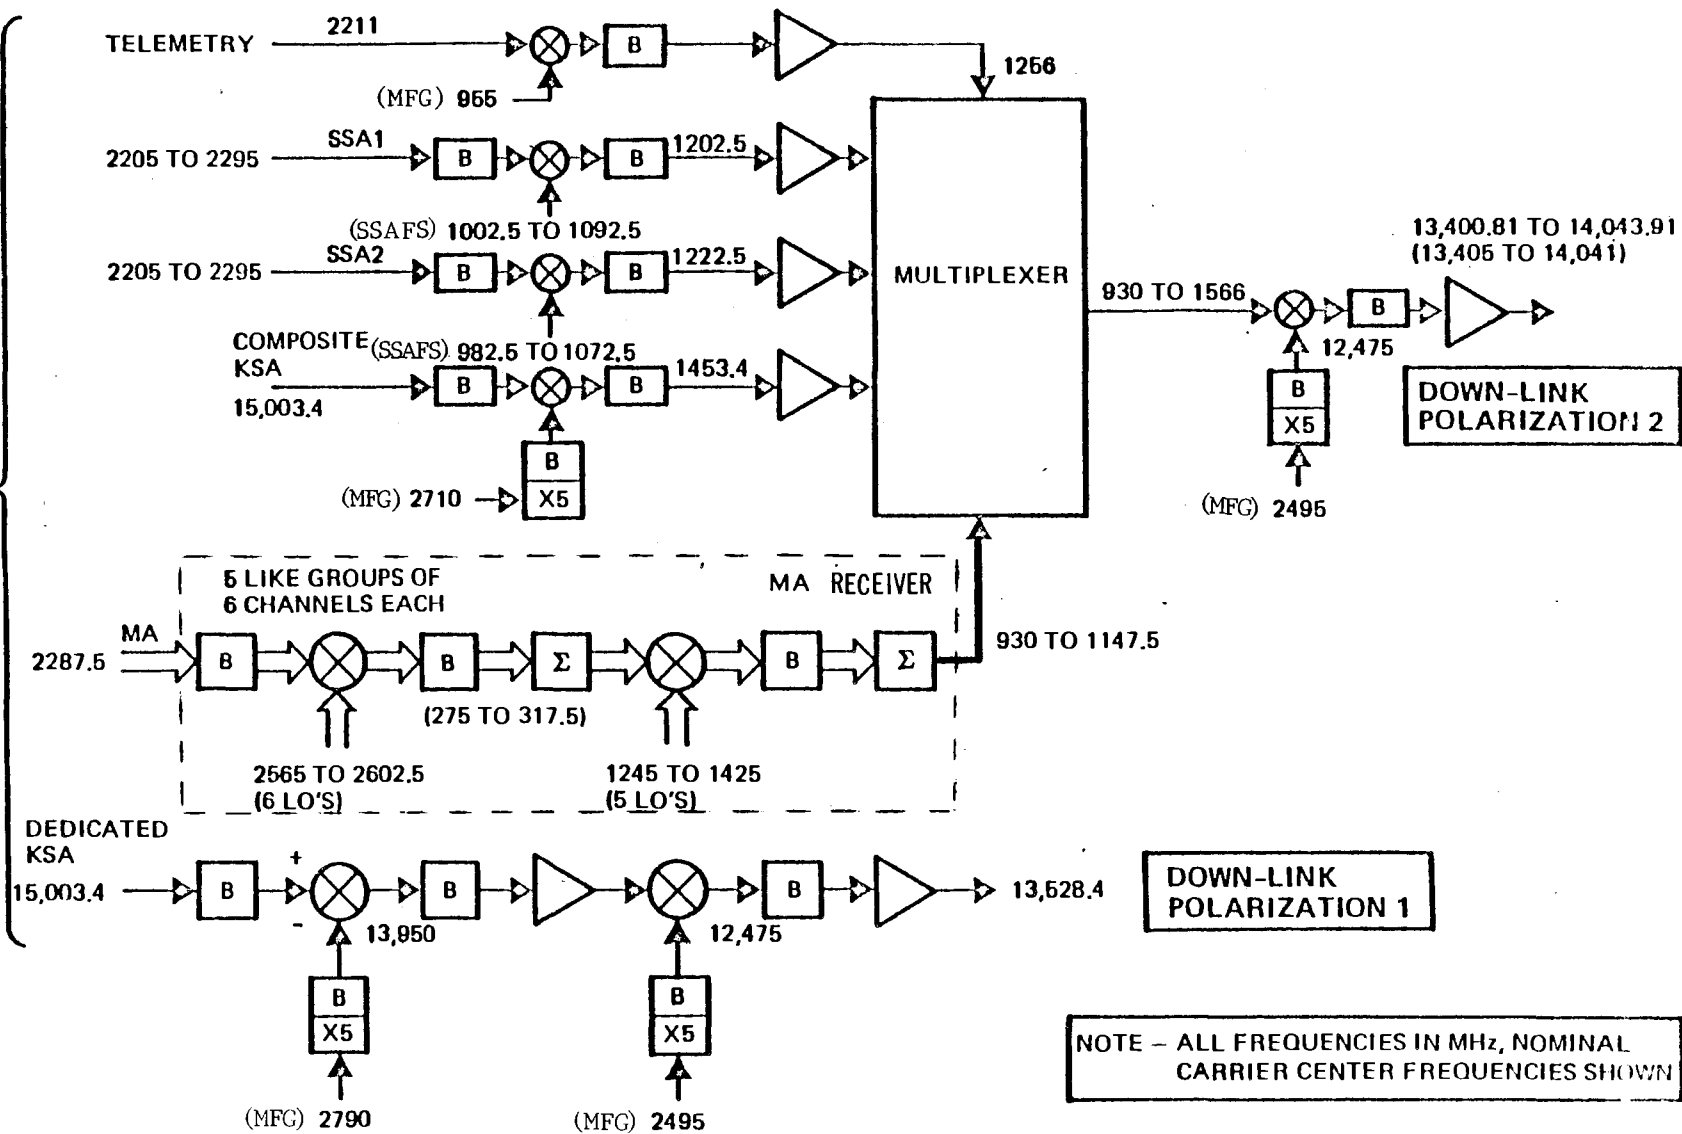 TELEMETRY
2211
B
1256
(MFG) 955
SSA1
2205 TO 2295
B
B
1202.5
(SSAFS) 1002.5 TO 1092.5
SSA2
2205 TO 2295
B
B
1222.5
MULTIPLEXER
13,400.81 TO 14,043.91
(13,405 TO 14,041)
930 TO 1566
B
12,475
COMPOSITE
KSA
(SSAFS) 982.5 TO 1072.5
15,003.4
B
B
1453.4
B
X5
(MFG) 2710
B
X5
(MFG) 2495
DOWN-LINK
POLARIZATION 2
5 LIKE GROUPS OF
6 CHANNELS EACH
MA RECEIVER
MA
2287.5
B
B
Σ
B
Σ
930 TO 1147.5
(275 TO 317.5)
2565 TO 2602.5
(6 LO'S)
1245 TO 1425
(5 LO'S)
DEDICATED
KSA
15,003.4
B
+
-
13,950
B
12,475
B
13,528.4
DOWN-LINK
POLARIZATION 1
B
X5
B
X5
(MFG) 2790
(MFG) 2495
NOTE – ALL FREQUENCIES IN MHz, NOMINAL
CARRIER CENTER FREQUENCIES SHOWN